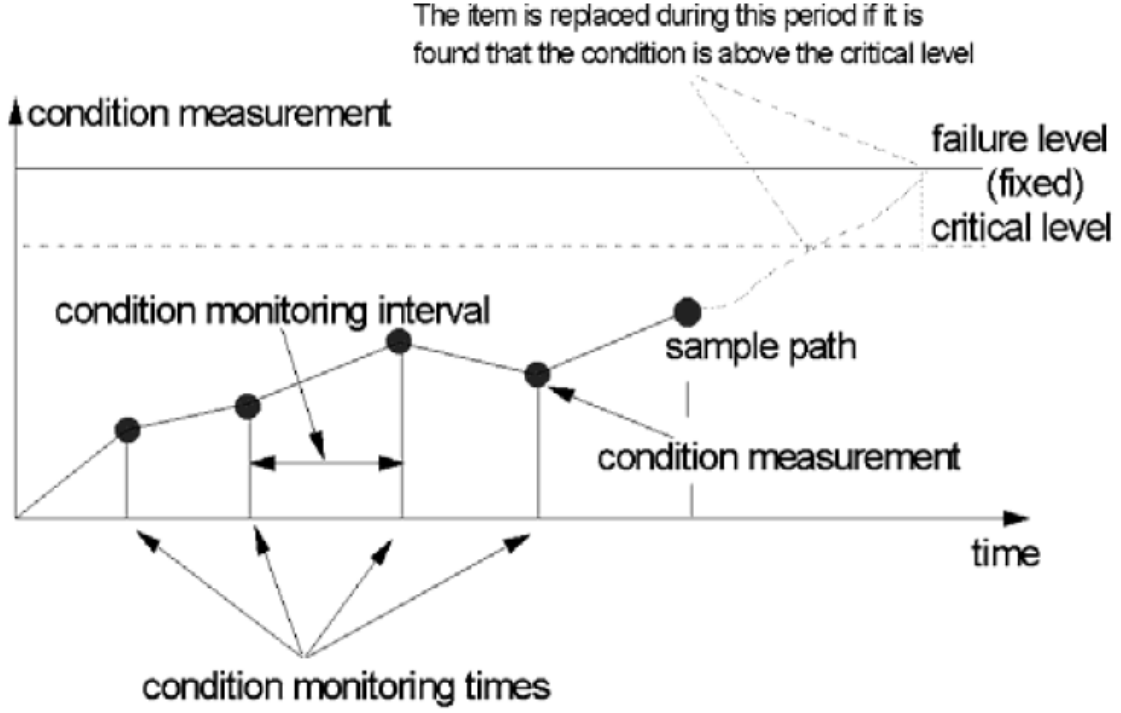 The item is replaced during this period if it is
found that the condition is above the critical level
condition measurement
failure level
(fixed)
critical level
condition monitoring interval
sample path
condition measurement
time
condition monitoring times